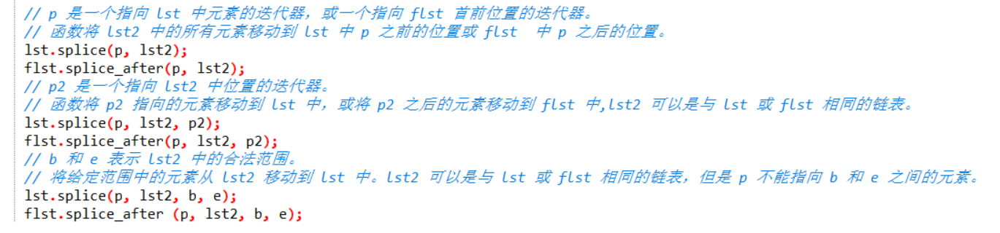 // p 是一个指向 lst 中元素的迭代器，或一个指向 flst 首前位置的迭代器。
// 函数将 lst2 中的所有元素移动到 lst 中 p 之前的位置或 flst  中 p 之后的位置。
lst.splice(p, lst2);
flst.splice_after(p, lst2);
// p2 是一个指向 lst2 中位置的迭代器。
// 函数将 p2 指向的元素移动到 lst 中，或将 p2 之后的元素移动到 flst 中,lst2 可以是与 lst 或 flst 相同的链表。
lst.splice(p, lst2, p2);
flst.splice_after(p, lst2, p2);
// b 和 e 表示 lst2 中的合法范围。
// 将给定范围中的元素从 lst2 移动到 lst 中。lst2 可以是与 lst 或 flst 相同的链表，但是 p 不能指向 b 和 e 之间的元素。
lst.splice(p, lst2, b, e);
flst.splice_after (p, lst2, b, e);